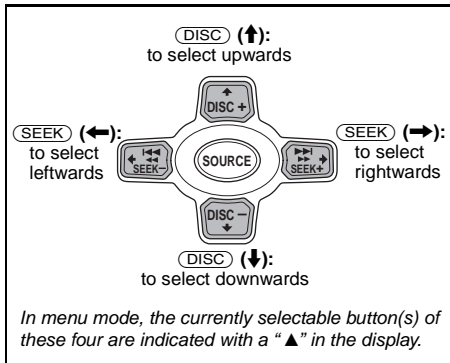 DISC (↑):
to select upwards
DISC +
SEEK (←):
to select
leftwards
SEEK−
SOURCE
SEEK+
SEEK (→):
to select
rightwards
DISC −
DISC (↓):
to select downwards
In menu mode, the currently selectable button(s) of
these four are indicated with a “▲” in the display.